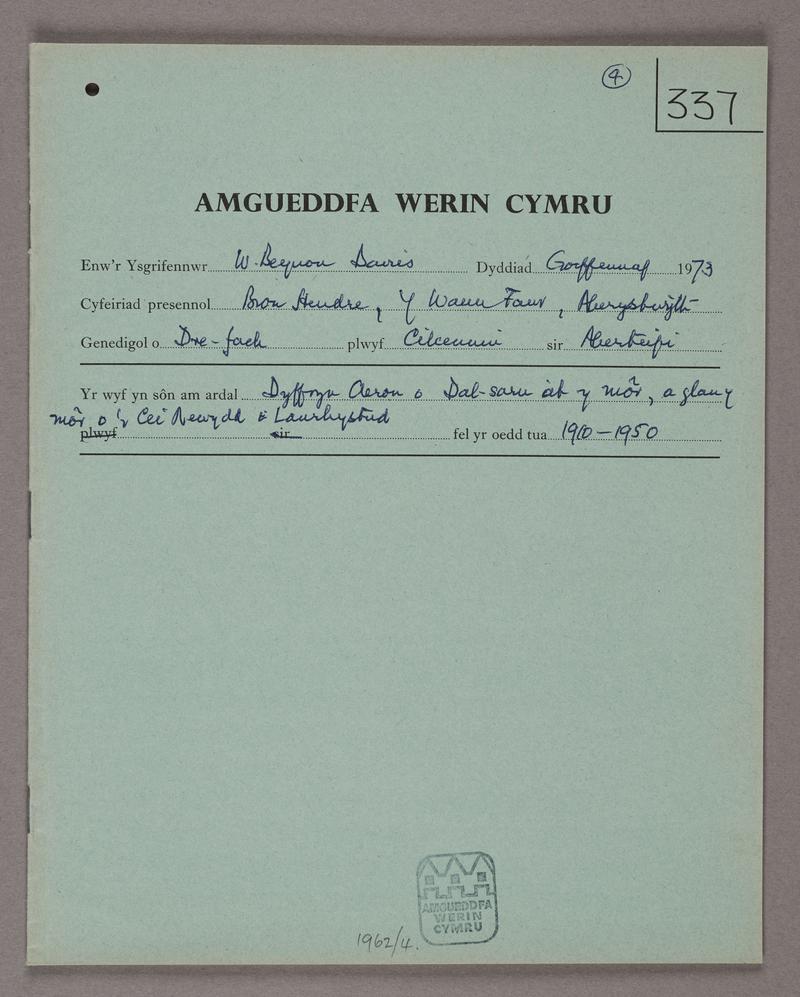 4
337
AMGUEDDFA WERIN CYMRU
Enw'r Ysgrifennwr W. Beynon Davies Dyddiad Gorffennaf 1973
Cyfeiriad presennol Bron Hendre, Y Waun Fawr, Aberystwyth
Genedigol o Dre-fach plwyf Cilcennin sir Aberteifi
Yr wyf yn sôn am ardal Dyffryn Aeron o Dal-sarn at y môr, a glan y
môr o'r Cei Newydd i Lanrhystud
plwyf sir fel yr oedd tua 1910-1950
AMGUEDDFA
WERIN
CYMRU
1962/4.